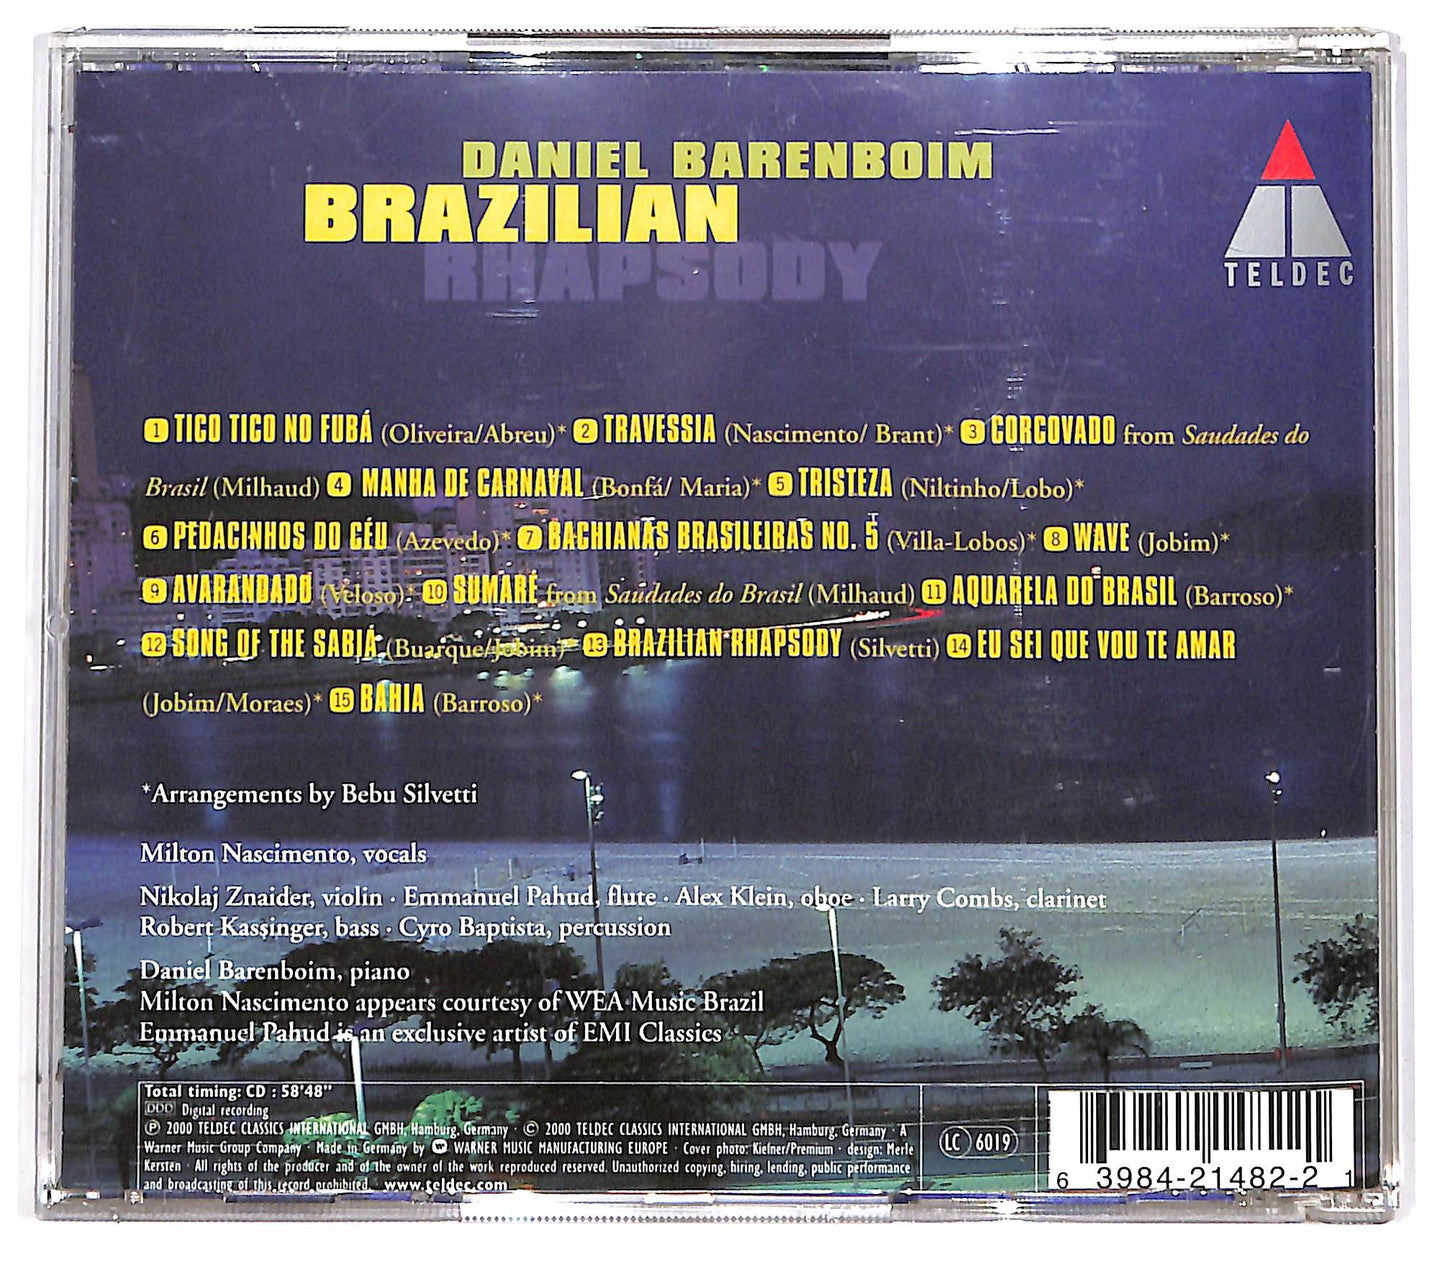 DANIEL BARENBOIM
BRAZILIAN
RHAPSODY
TELDEC
1 TICO TICO NO FUBÁ (Oliveira/Abreu)* 2 TRAVESSIA (Nascimento/ Brant)* 3 CORCOVADO from Saudades do
Brasil (Milhaud) 4 MANHA DE CARNAVAL (Bonfá/ Maria)* 5 TRISTEZA (Niltinho/Lobo)*
6 PEDACINHOS DO CÉU (Azevedo)* 7 BACHIANAS BRASILEIRAS NO. 5 (Villa-Lobos)* 8 WAVE (Jobim)*
9 AVARANDADO (Veloso)* 10 SUMARÉ from Saudades do Brasil (Milhaud) 11 AQUARELA DO BRASIL (Barroso)*
12 SONG OF THE SABIÁ (Buarque/Jobim)* 13 BRAZILIAN RHAPSODY (Silvetti) 14 EU SEI QUE VOU TE AMAR
(Jobim/Moraes)* 15 BAHIA (Barroso)*
*Arrangements by Bebu Silvetti
Milton Nascimento, vocals
Nikolaj Znaider, violin · Emmanuel Pahud, flute · Alex Klein, oboe · Larry Combs, clarinet
Robert Kassinger, bass · Cyro Baptista, percussion
Daniel Barenboim, piano
Milton Nascimento appears courtesy of WEA Music Brazil
Emmanuel Pahud is an exclusive artist of EMI Classics
Total timing: CD : 58'48"
DDD Digital recording
℗ 2000 TELDEC CLASSICS INTERNATIONAL GMBH, Hamburg, Germany · © 2000 TELDEC CLASSICS INTERNATIONAL GMBH, Hamburg, Germany · A
Warner Music Group Company · Made in Germany by WARNER MUSIC MANUFACTURING EUROPE · Cover photo: Kiefner/Premium · design: Merle
Kersten · All rights of the producer and of the owner of the work reproduced reserved. Unauthorized copying, hiring, lending, public performance
and broadcasting of this record prohibited. www.teldec.com
LC 6019
6 39842-1482-2 1